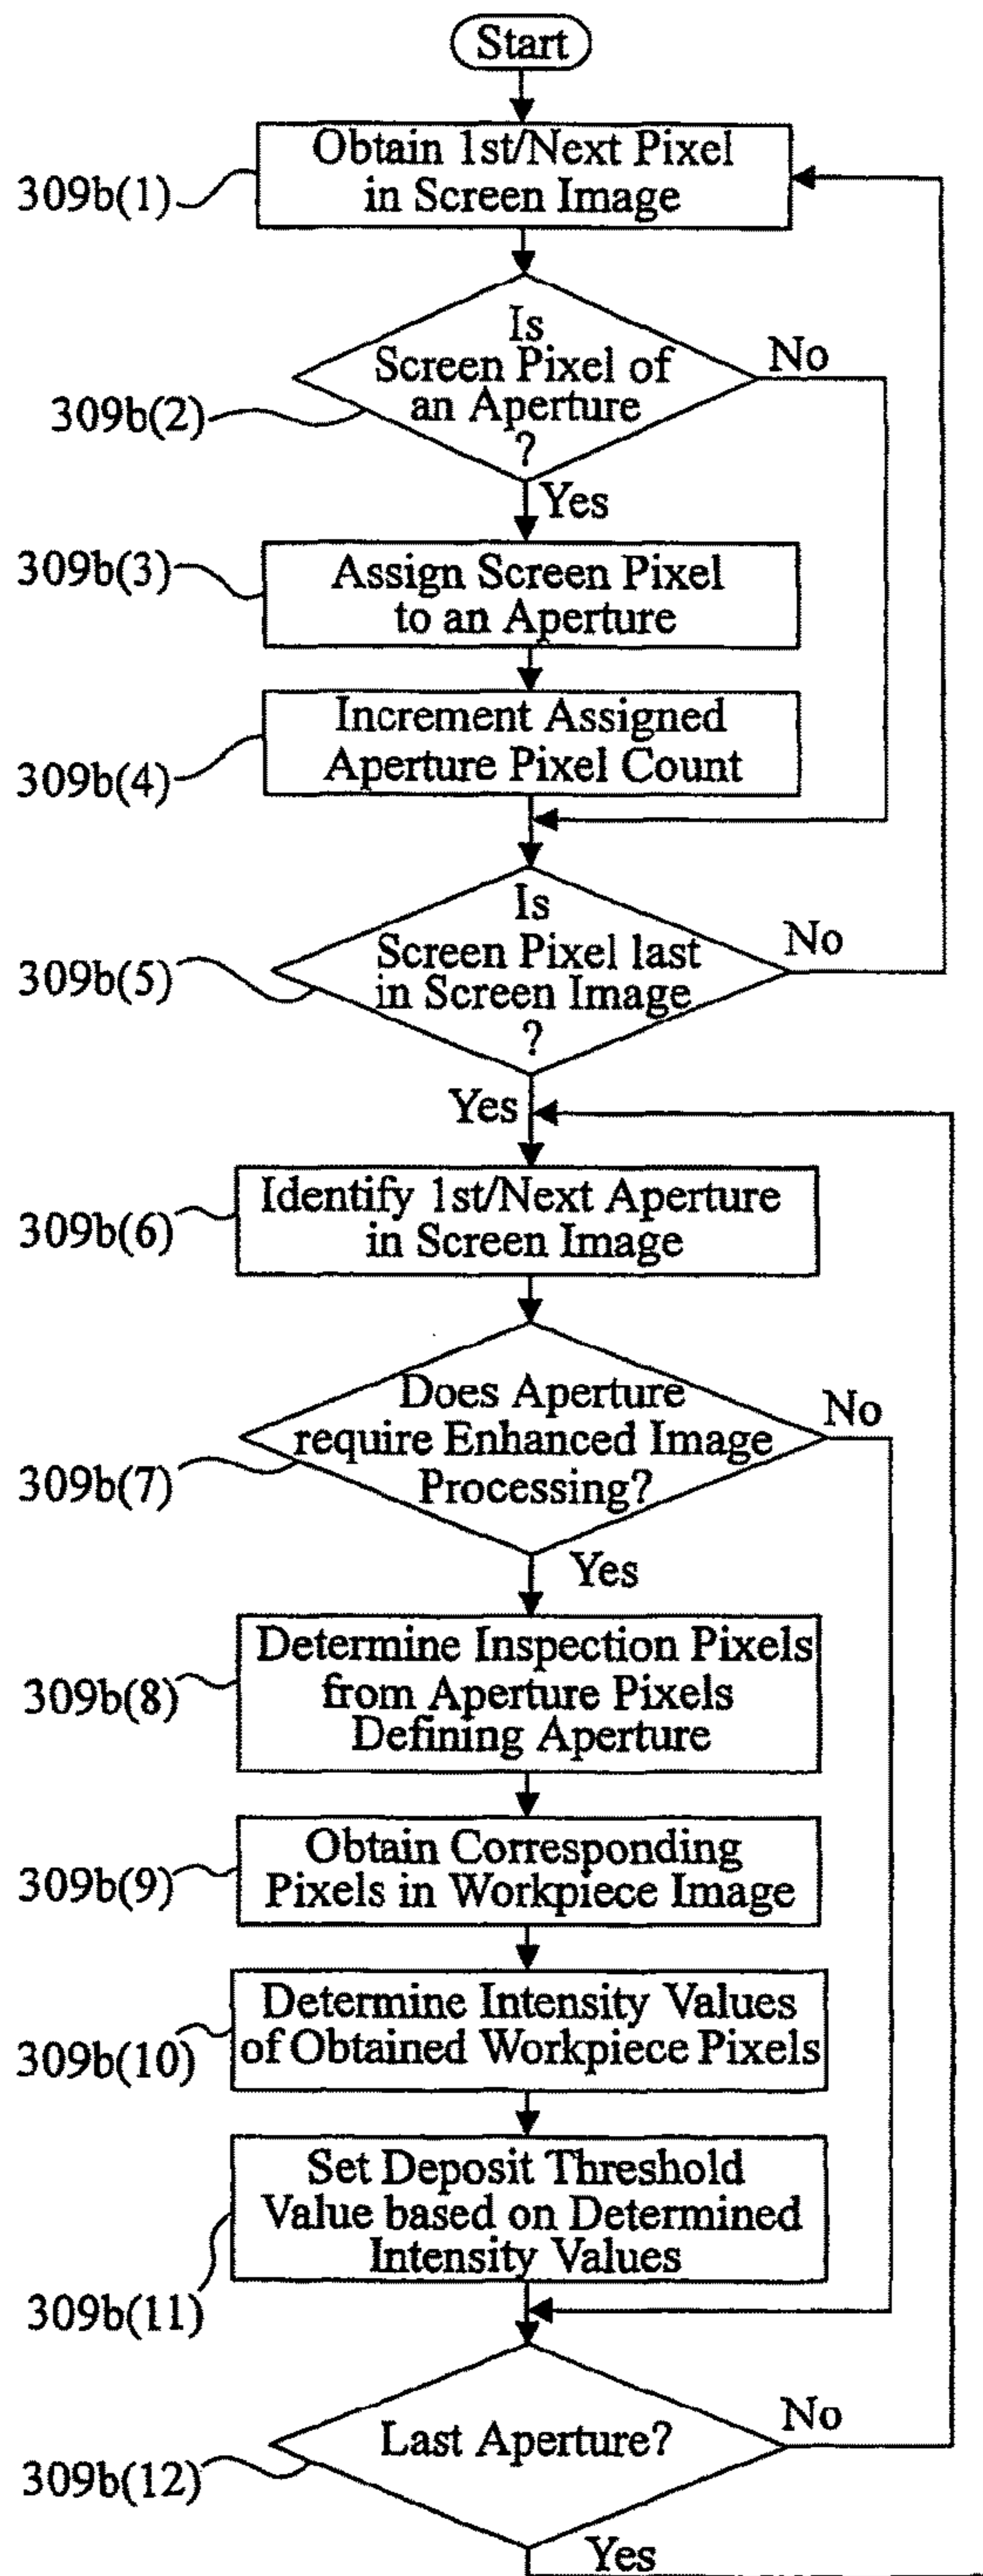 Start
Obtain 1st/Next Pixel
in Screen Image
309b(1)
Is
Screen Pixel of
an Aperture
?
No
309b(2)
Yes
309b(3)
Assign Screen Pixel
to an Aperture
Increment Assigned
Aperture Pixel Count
309b(4)
Is
Screen Pixel last
in Screen Image
?
No
309b(5)
Yes
Identify 1st/Next Aperture
in Screen Image
309b(6)
Does Aperture
require Enhanced Image
Processing?
No
309b(7)
Yes
Determine Inspection Pixels
from Aperture Pixels
Defining Aperture
309b(8)
Obtain Corresponding
Pixels in Workpiece Image
309b(9)
Determine Intensity Values
of Obtained Workpiece Pixels
309b(10)
Set Deposit Threshold
Value based on Determined
Intensity Values
309b(11)
Last Aperture?
No
309b(12)
Yes